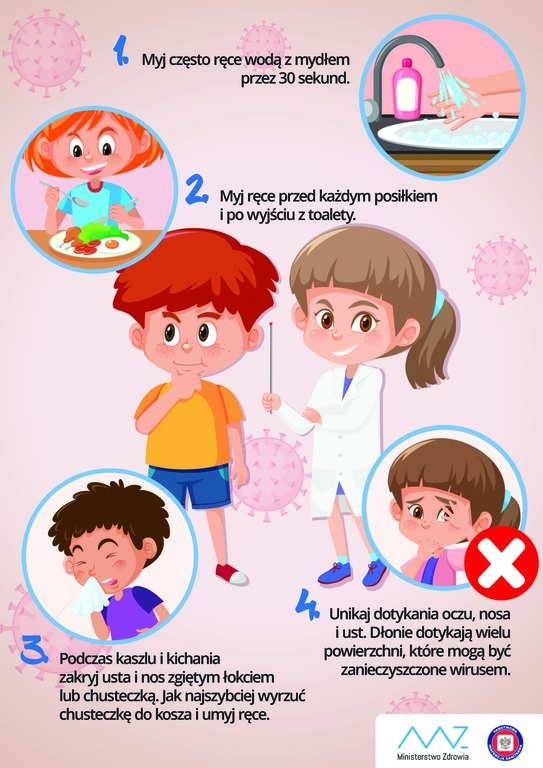 1. Myj często ręce wodą z mydłem
przez 30 sekund.
2. Myj ręce przed każdym posiłkiem
i po wyjściu z toalety.
3. Podczas kaszlu i kichania
zakryj usta i nos zgiętym łokciem
lub chusteczką. Jak najszybciej wyrzuć
chusteczkę do kosza i umyj ręce.
4. Unikaj dotykania oczu, nosa
i ust. Dłonie dotykają wielu
powierzchni, które mogą być
zanieczyszczone wirusem.
Ministerstwo Zdrowia